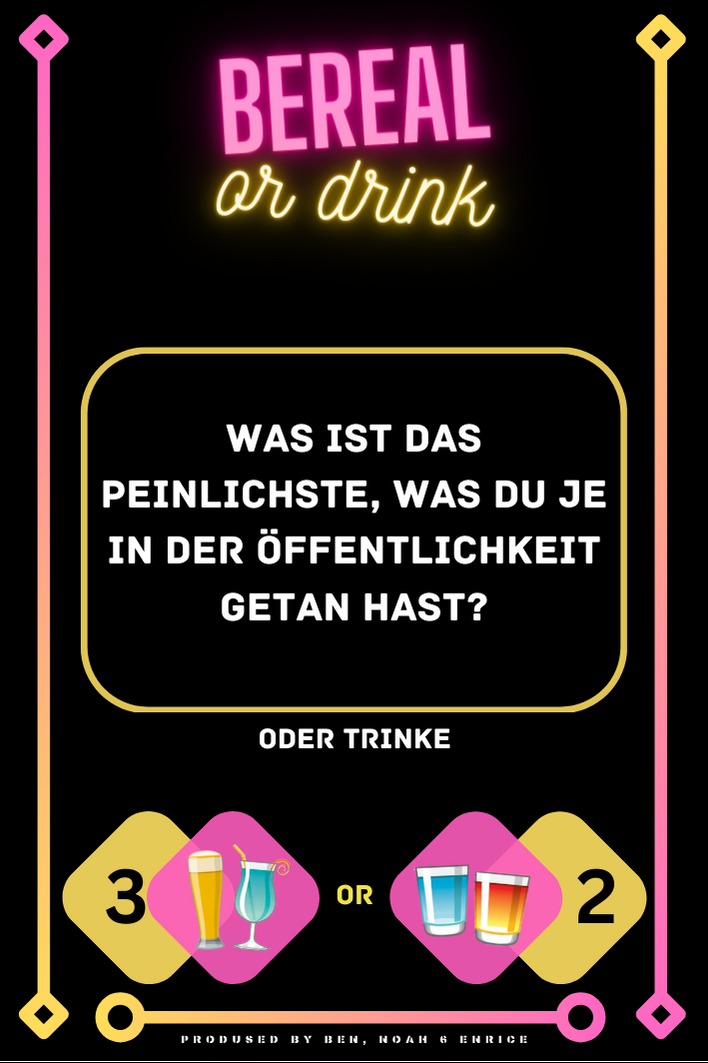 BEREAL
or drink
WAS IST DAS
PEINLICHSTE, WAS DU JE
IN DER ÖFFENTLICHKEIT
GETAN HAST?
ODER TRINKE
3 OR 2
PRODUSED BY BEN, NOAH & ENRICE